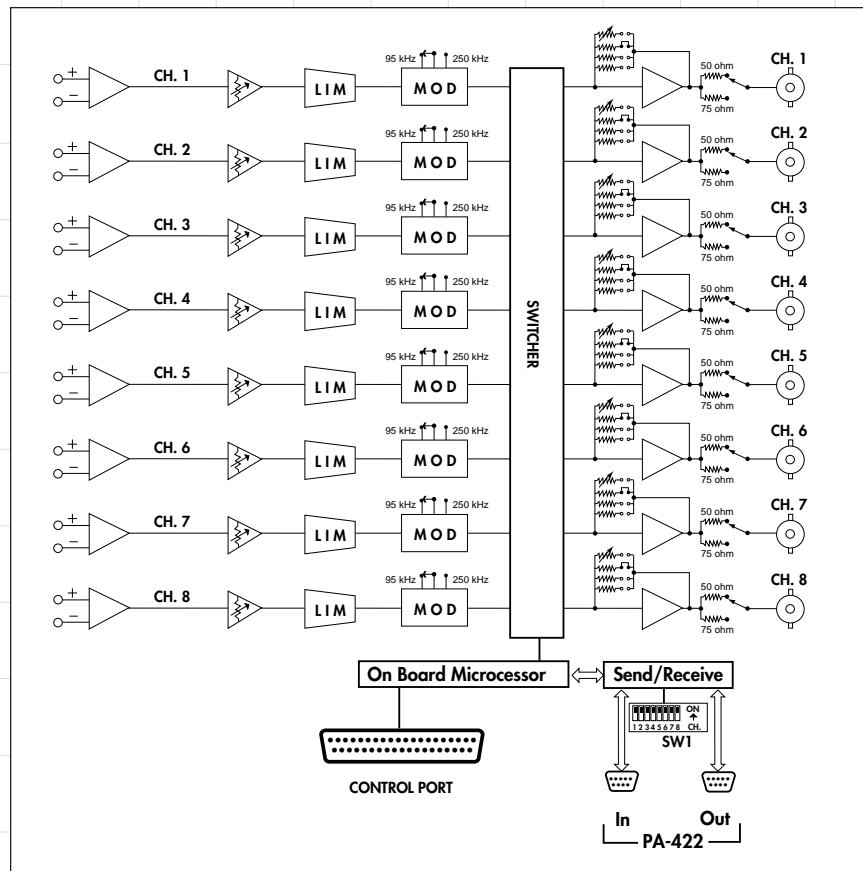 CH. 1
50 ohm
95 kHz 250 kHz
+
CH. 1
LIM
MOD
–
75 ohm
CH. 2
50 ohm
95 kHz 250 kHz
+
CH. 2
LIM
MOD
–
75 ohm
CH. 3
50 ohm
95 kHz 250 kHz
+
CH. 3
LIM
MOD
–
75 ohm
CH. 4
50 ohm
95 kHz 250 kHz
+
CH. 4
LIM
MOD
–
75 ohm
SWITCHER
CH. 5
50 ohm
95 kHz 250 kHz
+
CH. 5
LIM
MOD
–
75 ohm
CH. 6
50 ohm
95 kHz 250 kHz
+
CH. 6
LIM
MOD
–
75 ohm
CH. 7
50 ohm
95 kHz 250 kHz
+
CH. 7
LIM
MOD
–
75 ohm
CH. 8
50 ohm
95 kHz 250 kHz
+
CH. 8
LIM
MOD
–
75 ohm
On Board Microcessor
Send/Receive
ON
1 2 3 4 5 6 7 8 CH.
SW1
CONTROL PORT
In Out
PA-422